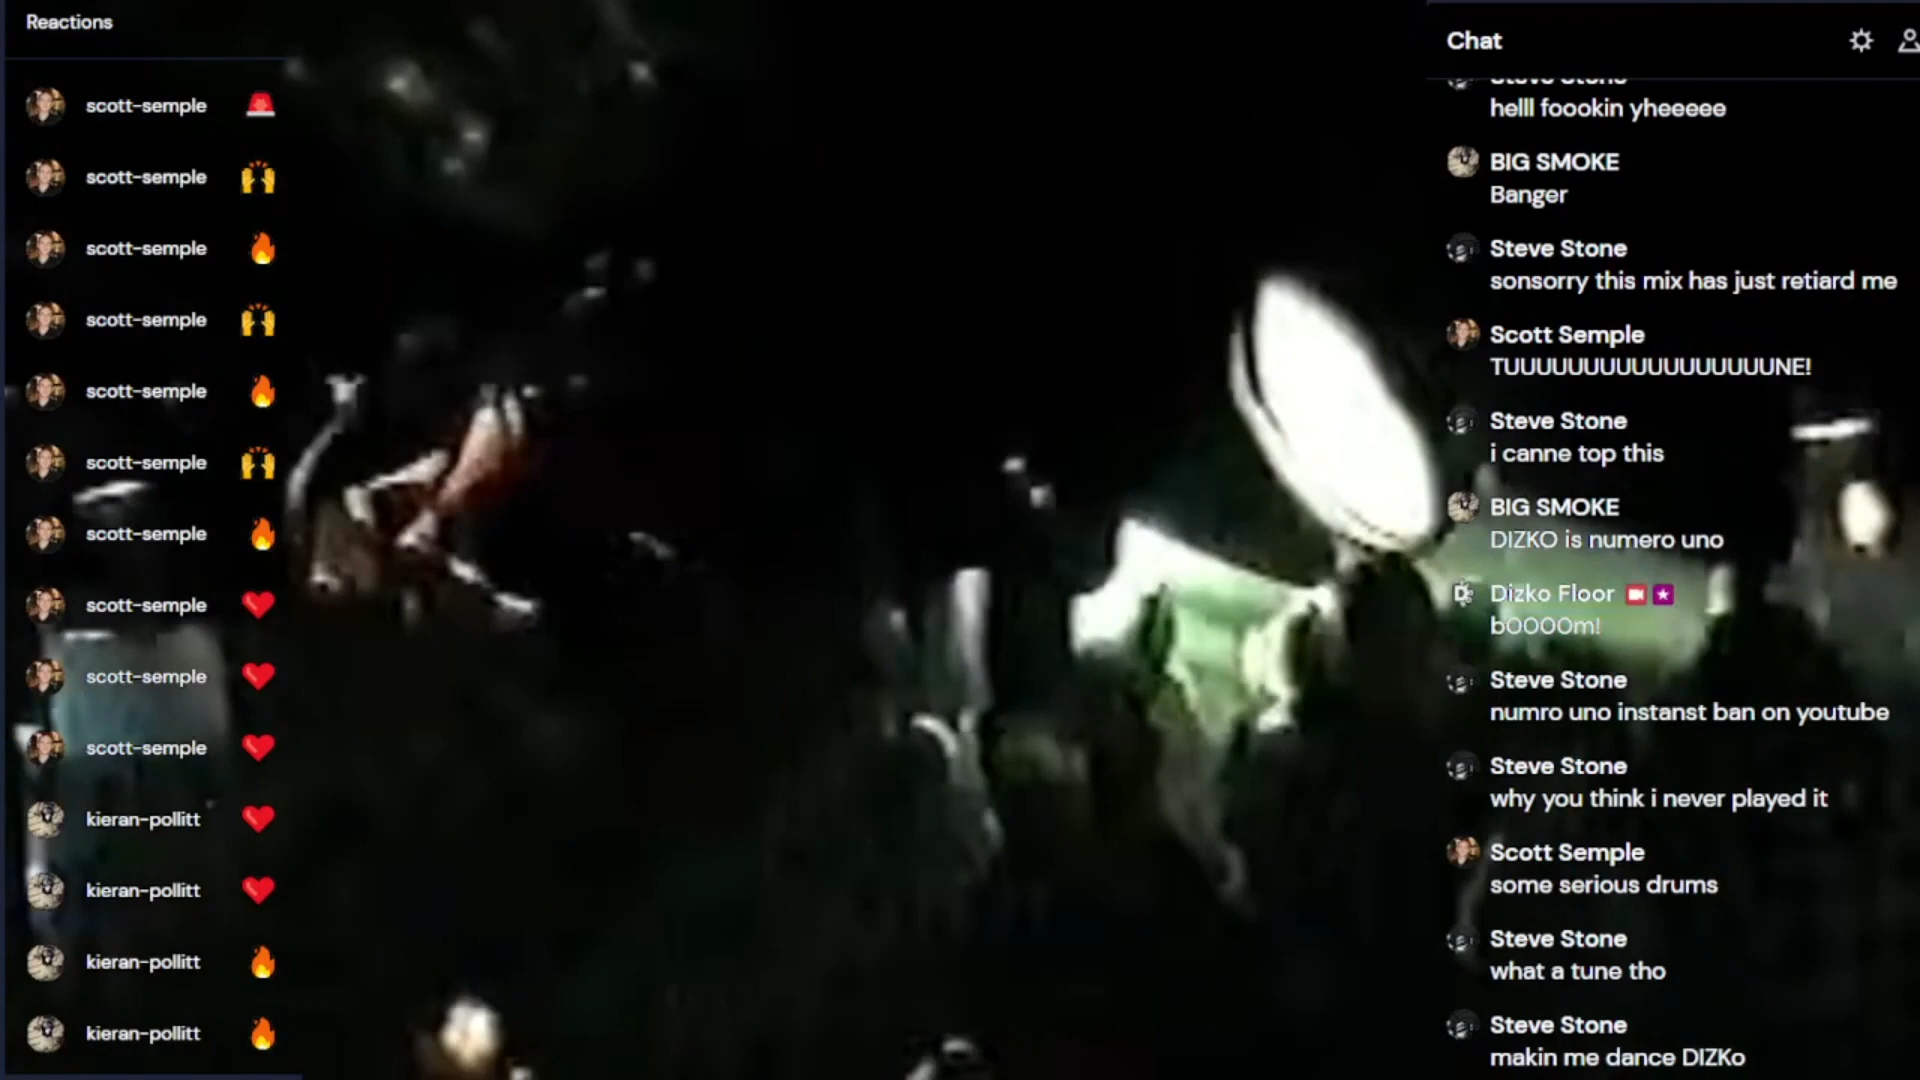 Reactions
scott-semple
scott-semple
scott-semple
scott-semple
scott-semple
scott-semple
scott-semple
scott-semple
scott-semple
scott-semple
kieran-pollitt
kieran-pollitt
kieran-pollitt
kieran-pollitt
Chat
Steve Stone
helll foookin yheeeee
BIG SMOKE
Banger
Steve Stone
sonsorry this mix has just retiard me
Scott Semple
TUUUUUUUUUUUUUUUUUNE!
Steve Stone
i canne top this
BIG SMOKE
DIZKO is numero uno
Dizko Floor
bOOOOm!
Steve Stone
numro uno instanst ban on youtube
Steve Stone
why you think i never played it
Scott Semple
some serious drums
Steve Stone
what a tune tho
Steve Stone
makin me dance DIZKo